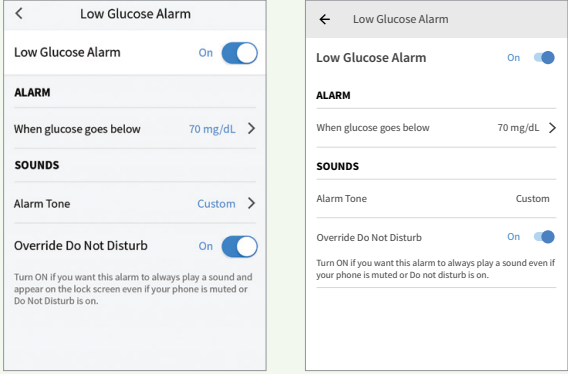 Low Glucose Alarm
Low Glucose Alarm On
ALARM
When glucose goes below 70 mg/dL
SOUNDS
Alarm Tone Custom
Override Do Not Disturb On
Turn ON if you want this alarm to always play a sound and
appear on the lock screen even if your phone is muted or
Do Not Disturb is on.
Low Glucose Alarm
Low Glucose Alarm On
ALARM
When glucose goes below 70 mg/dL
SOUNDS
Alarm Tone Custom
Override Do Not Disturb On
Turn ON if you want this alarm to always play a sound even if
your phone is muted or Do not disturb is on.